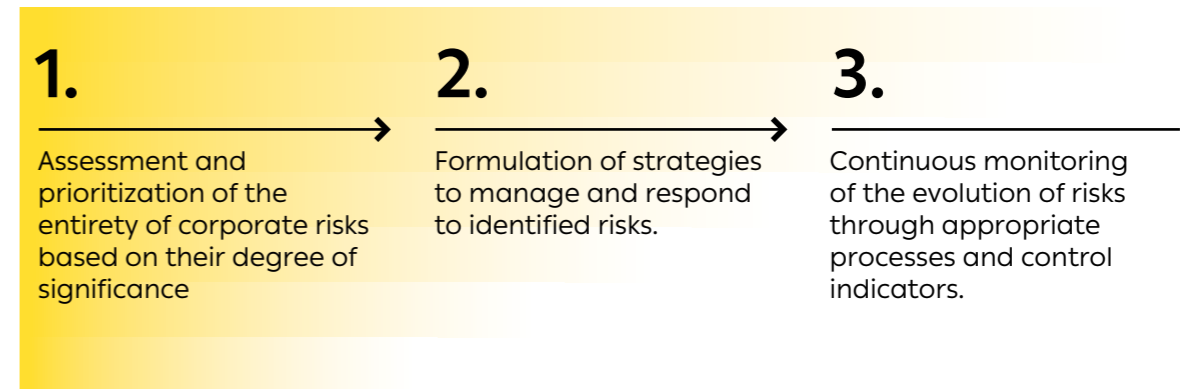 1.
Assessment and
prioritization of the
entirety of corporate risks
based on their degree of
significance
2.
Formulation of strategies
to manage and respond
to identified risks.
3.
Continuous monitoring
of the evolution of risks
through appropriate
processes and control
indicators.